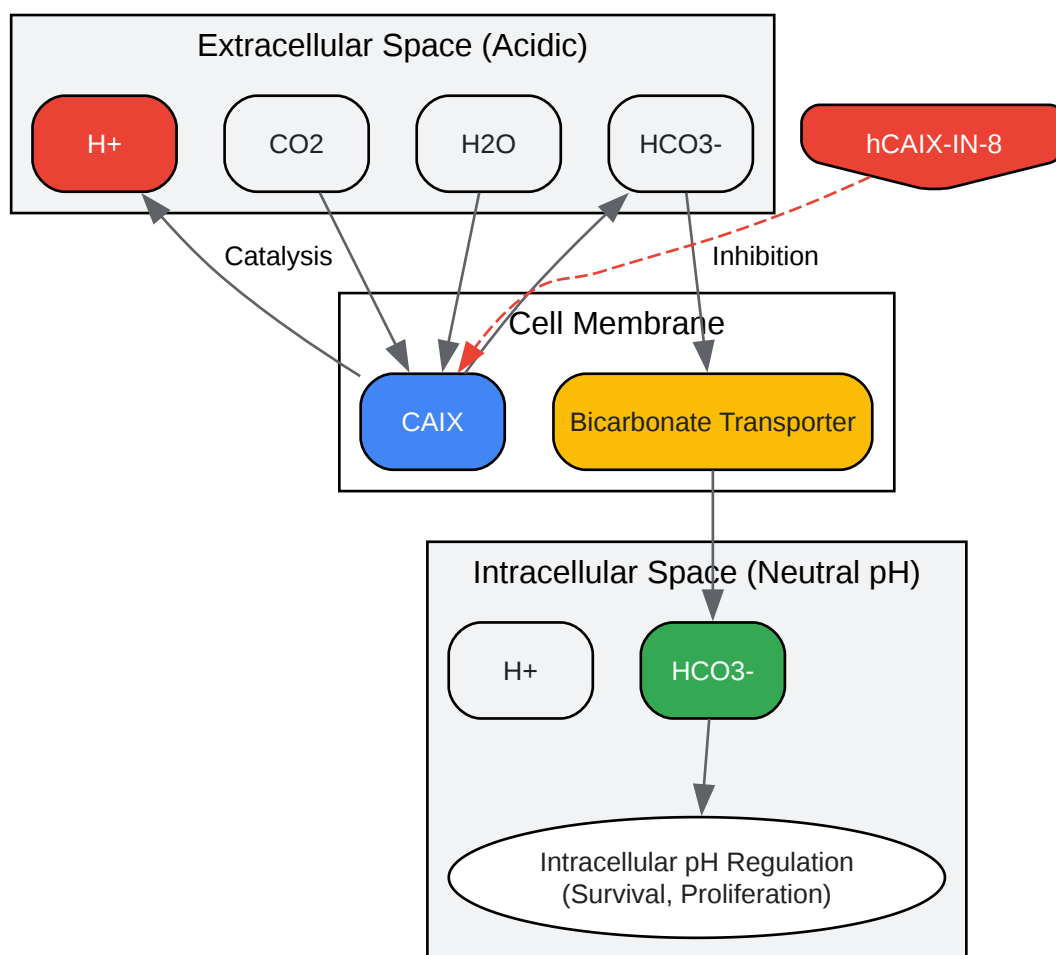 Extracellular Space (Acidic)
H+
CO2
H2O
HCO3-
hCAIX-IN-8
Catalysis
Inhibition
Cell Membrane
CAIX
Bicarbonate Transporter
Intracellular Space (Neutral pH)
H+
HCO3-
Intracellular pH Regulation
(Survival, Proliferation)